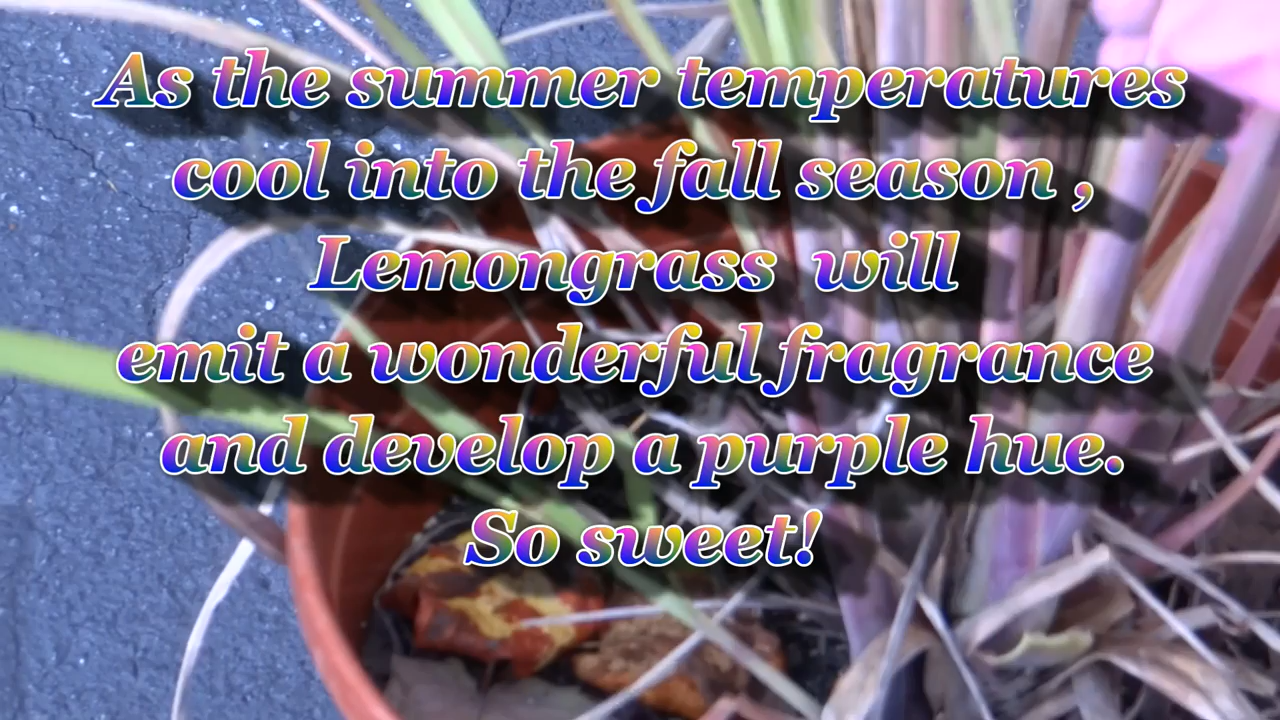 As the summer temperatures
cool into the fall season ,
Lemongrass  will
emit a wonderful fragrance
and develop a purple hue.
So sweet!